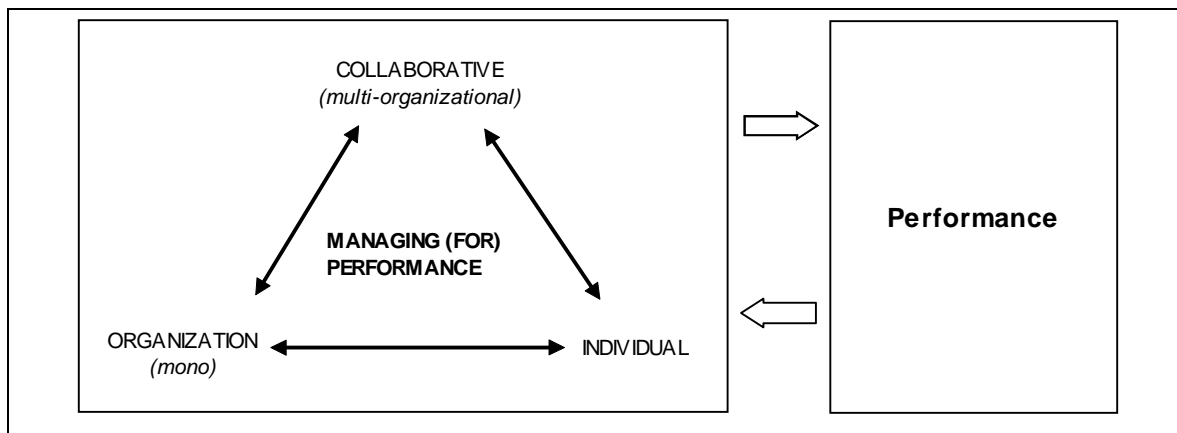 COLLABORATIVE
(multi-organizational)
MANAGING (FOR)
PERFORMANCE
ORGANIZATION
(mono)
INDIVIDUAL
Performance